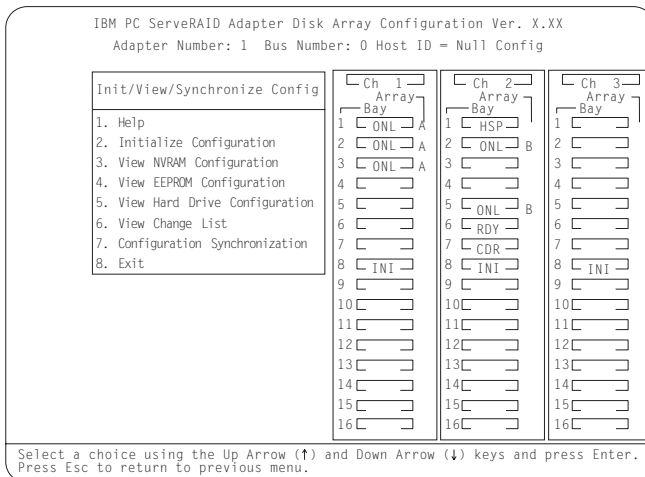 IBM PC ServeRAID Adapter Disk Array Configuration Ver. X.XX
Adapter Number: 1 Bus Number: 0 Host ID = Null Config
Init/View/Synchronize Config
1. Help
2. Initialize Configuration
3. View NVRAM Configuration
4. View EEPROM Configuration
5. View Hard Drive Configuration
6. View Change List
7. Configuration Synchronization
8. Exit
Ch 1
Array
Bay
1 ONL A
2 ONL A
3 ONL A
4
5
6
7
8 INI
9
10
11
12
13
14
15
16
Ch 2
Array
Bay
1 HSP
2 ONL B
3
4
5 ONL B
6 RDY
7 CDR
8 INI
9
10
11
12
13
14
15
16
Ch 3
Array
Bay
1
2
3
4
5
6
7
8 INI
9
10
11
12
13
14
15
16
Select a choice using the Up Arrow (↑) and Down Arrow (↓) keys and press Enter.
Press Esc to return to previous menu.